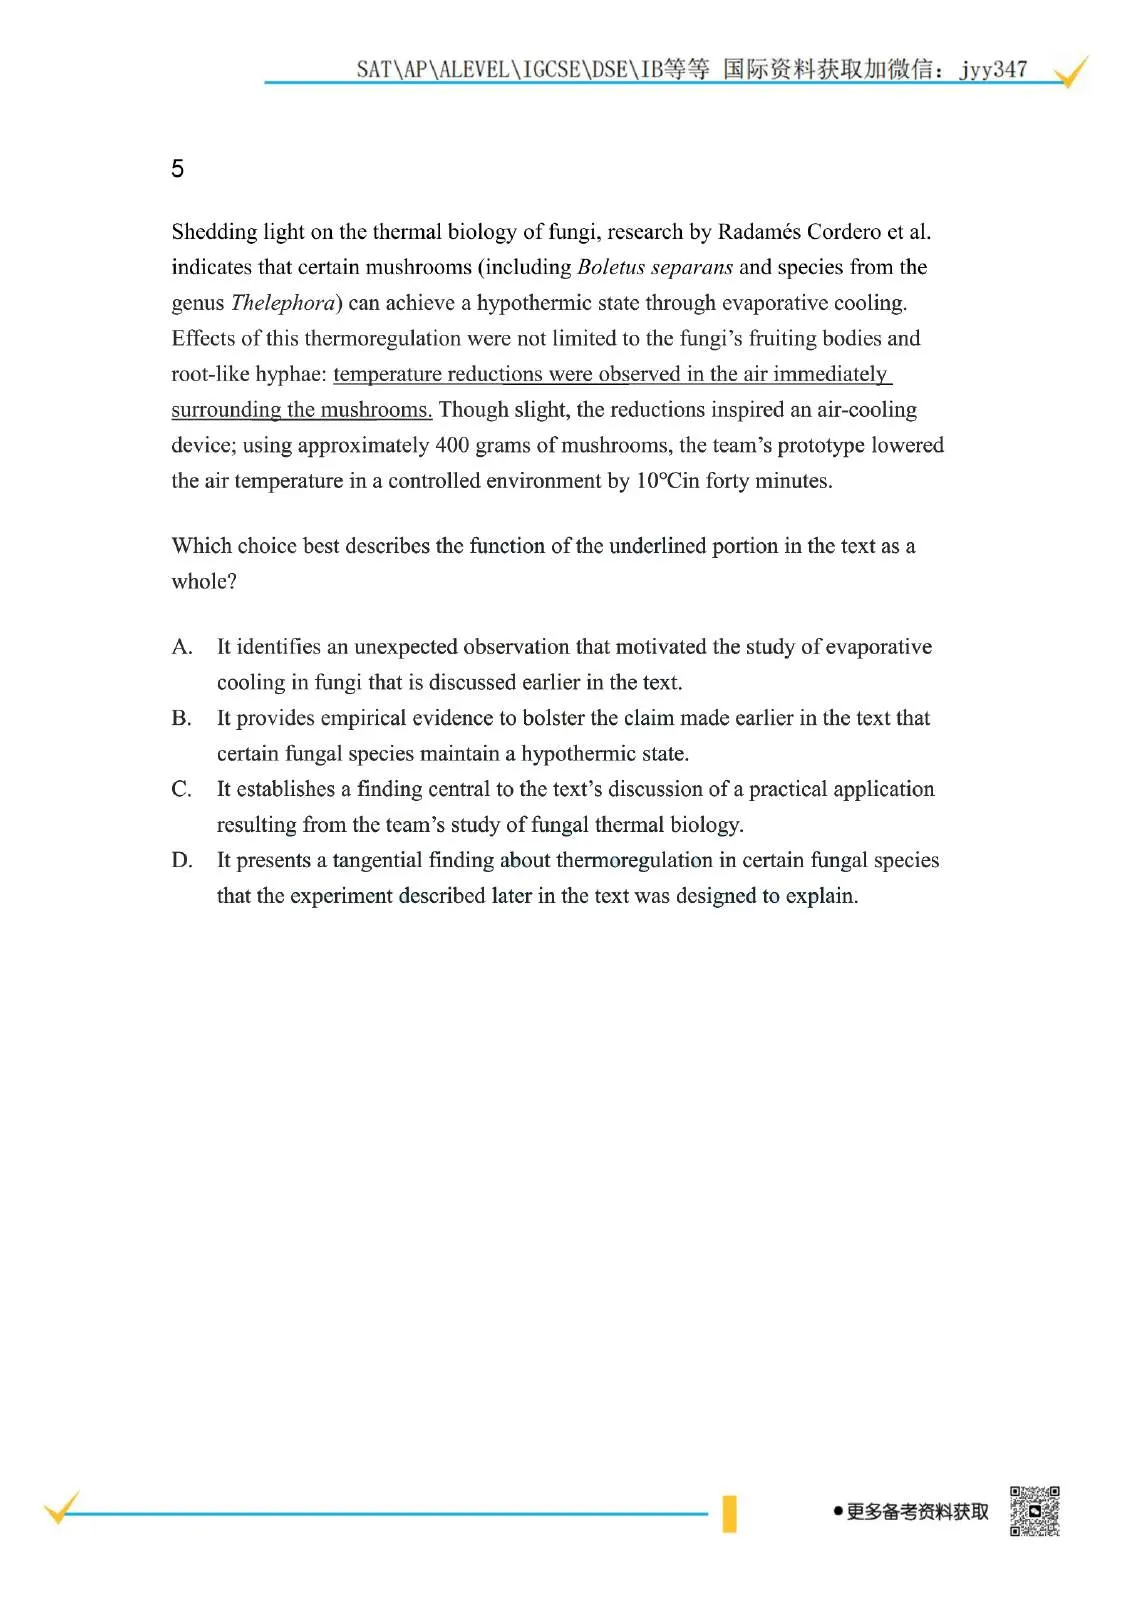 SAT\AP\ALEVEL\IGCSE\DSE\IB等等 国际资料获取加微信：jyy347
5
Shedding light on the thermal biology of fungi, research by Radamés Cordero et al.
indicates that certain mushrooms (including Boletus separans and species from the
genus Thelephora) can achieve a hypothermic state through evaporative cooling.
Effects of this thermoregulation were not limited to the fungi’s fruiting bodies and
root-like hyphae: temperature reductions were observed in the air immediately
surrounding the mushrooms. Though slight, the reductions inspired an air-cooling
device; using approximately 400 grams of mushrooms, the team’s prototype lowered
the air temperature in a controlled environment by 10°Cin forty minutes.
Which choice best describes the function of the underlined portion in the text as a
whole?
A. It identifies an unexpected observation that motivated the study of evaporative
cooling in fungi that is discussed earlier in the text.
B. It provides empirical evidence to bolster the claim made earlier in the text that
certain fungal species maintain a hypothermic state.
C. It establishes a finding central to the text’s discussion of a practical application
resulting from the team’s study of fungal thermal biology.
D. It presents a tangential finding about thermoregulation in certain fungal species
that the experiment described later in the text was designed to explain.
●更多备考资料获取